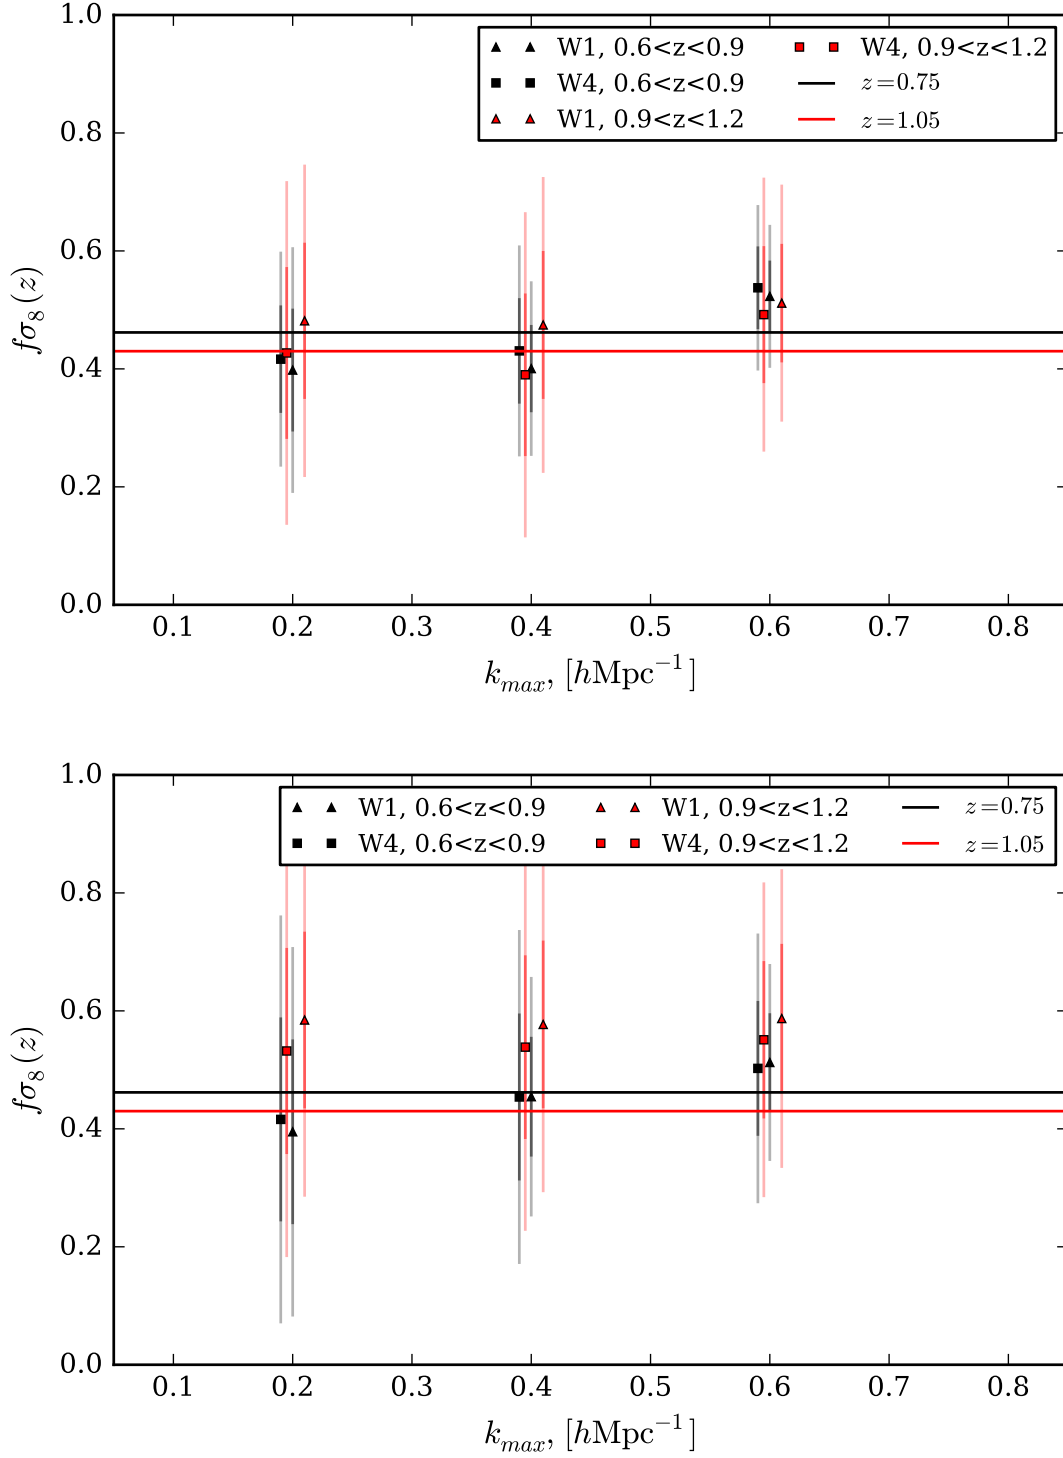 1.0
W1, 0.6<z<0.9
W4, 0.9<z<1.2
W4, 0.6<z<0.9
z=0.75
W1, 0.9<z<1.2
z=1.05
0.8
0.6
fσ₈(z)
0.4
0.2
0.0
0.1 0.2 0.3 0.4 0.5 0.6 0.7 0.8
k_max, [hMpc⁻¹]
1.0
W1, 0.6<z<0.9 W1, 0.9<z<1.2 z=0.75
W4, 0.6<z<0.9 W4, 0.9<z<1.2 z=1.05
0.8
0.6
fσ₈(z)
0.4
0.2
0.0
0.1 0.2 0.3 0.4 0.5 0.6 0.7 0.8
k_max, [hMpc⁻¹]